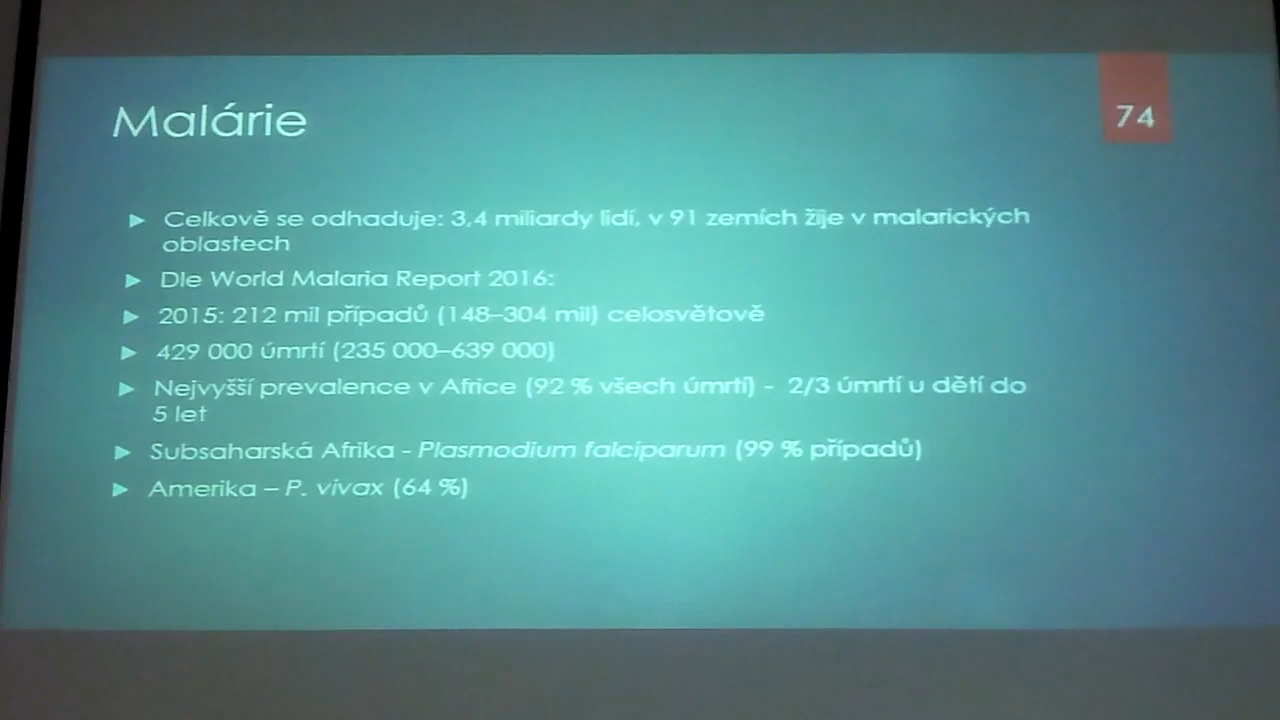 Malárie
74
► Celkově se odhaduje: 3,4 miliardy lidí, v 91 zemích žije v malarických
oblastech
► Dle World Malaria Report 2016:
► 2015: 212 mil případů (148–304 mil) celosvětově
► 429 000 úmrtí (235 000–639 000)
► Nejvyšší prevalence v Africe (92 % všech úmrtí) - 2/3 úmrtí u dětí do
5 let
► Subsaharská Afrika - Plasmodium falciparum (99 % případů)
► Amerika – P. vivax (64 %)